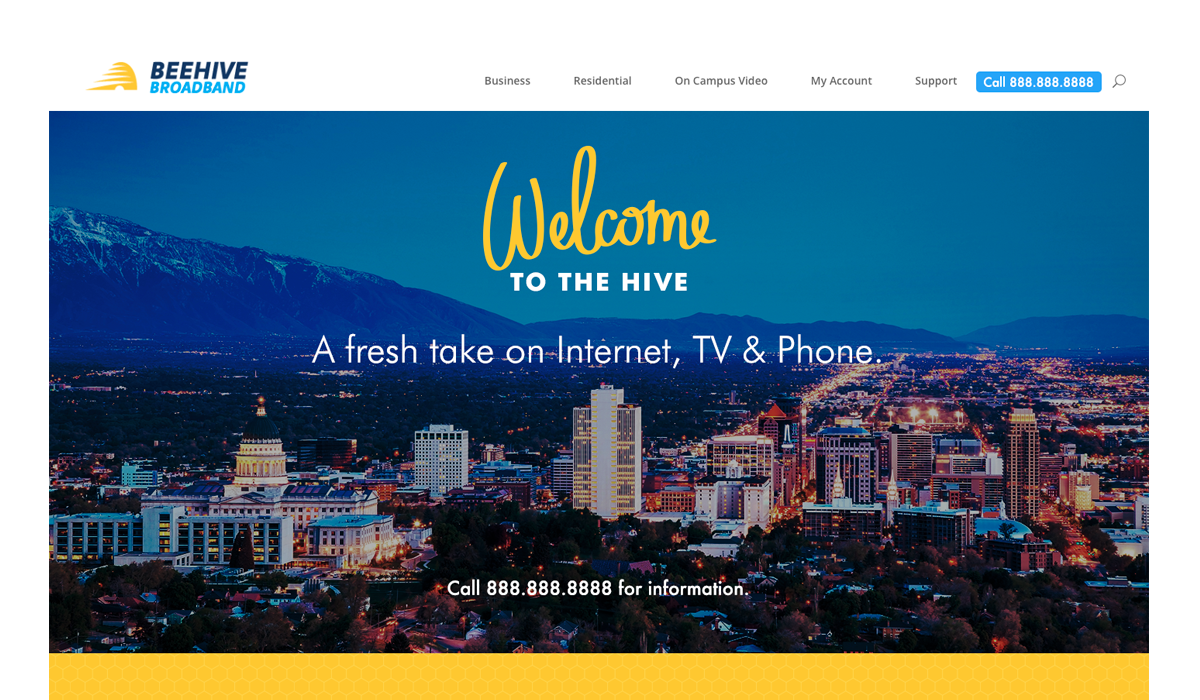 BEEHIVE
BROADBAND
Business Residential On Campus Video My Account Support Call 888.888.8888
Welcome
TO THE HIVE
A fresh take on Internet, TV & Phone.
Call 888.888.8888 for information.